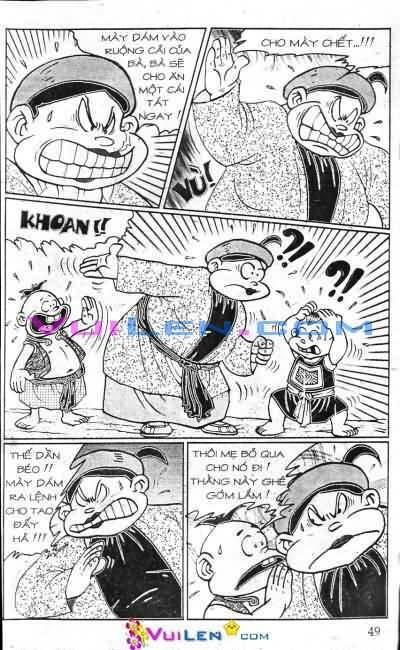 MÀY DÁM VÀO
RUỘNG CẢI CỦA
BÀ, BÀ SẼ
CHO ĂN
MỘT CÁI
TÁT
NGAY !
CHO MÀY CHẾT...!!!
VÙ!
KHOAN!!
?!
?!
VUILEN.COM
THẾ DẦN
BÉO !!
MÀY DÁM
RA LỆNH
CHO TAO
ĐẤY
HẢ !!!
THÔI MẸ BỎ QUA
CHO NÓ ĐI !
THẰNG NÀY GHÊ
GỚM LẮM !
49
VUILEN.COM